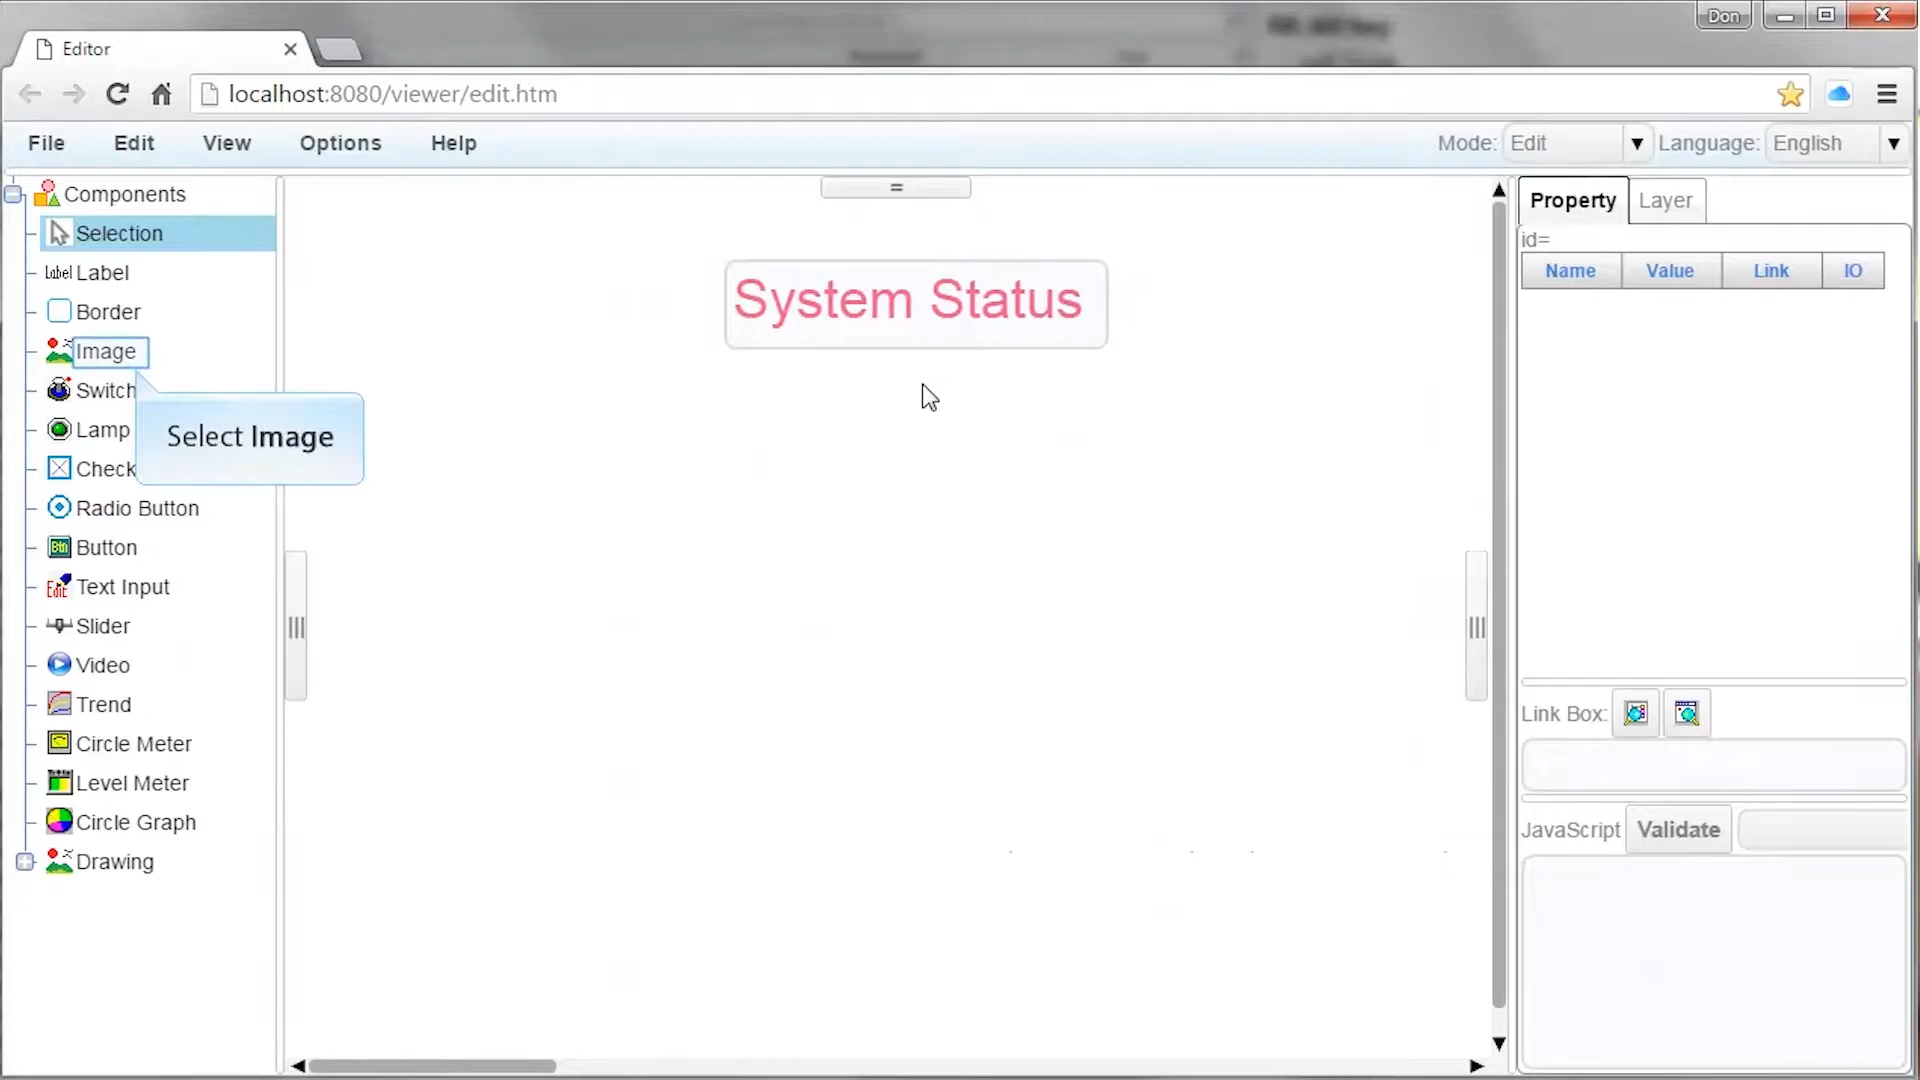 Don
Editor
localhost:8080/viewer/edit.htm
File Edit View Options Help
Mode: Edit Language: English
Components
Selection
Label Label
Border
Image
Switch
Lamp
Check
Radio Button
Btn Button
Edit Text Input
Slider
Video
Trend
Circle Meter
Level Meter
Circle Graph
Drawing
Select Image
System Status
Property Layer
id=
Name Value Link IO
Link Box:
JavaScript Validate